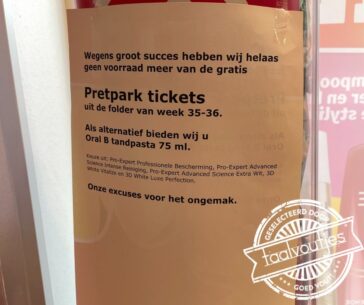 Wegens groot succes hebben wij helaas
geen voorraad meer van de gratis
Pretpark tickets
uit de folder van week 35-36.
Als alternatief bieden wij u
Oral B tandpasta 75 ml.
Keuze uit: Pro-Expert Professionele Bescherming, Pro-Expert Advanced
Science Intense Reiniging, Pro-Expert Advanced Science Extra Wit, 3D
White Vitalize en 3D White Luxe Perfection.
Onze excuses voor het ongemak.
GESELECTEERD DOOR
taalvoutjes
GOED VOUT!